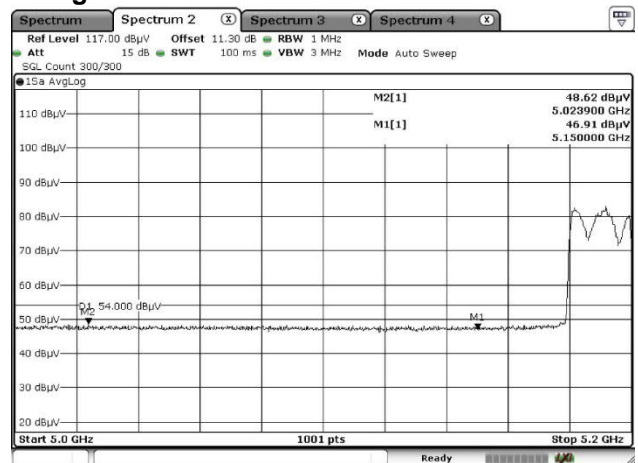 Spectrum Spectrum 2 X Spectrum 3 X Spectrum 4 X
Ref Level 117.00 dBµV Offset 11.30 dB RBW 1 MHz
Att 15 dB SWT 100 ms VBW 3 MHz Mode Auto Sweep
SGL Count 300/300
1Sa AvgLog
M2[1] 48.62 dBµV
5.023900 GHz
M1[1] 46.91 dBµV
5.150000 GHz
110 dBµV
100 dBµV
90 dBµV
80 dBµV
70 dBµV
60 dBµV
D1 54.000 dBµV
M2
M1
50 dBµV
40 dBµV
30 dBµV
20 dBµV
Start 5.0 GHz 1001 pts Stop 5.2 GHz
Ready